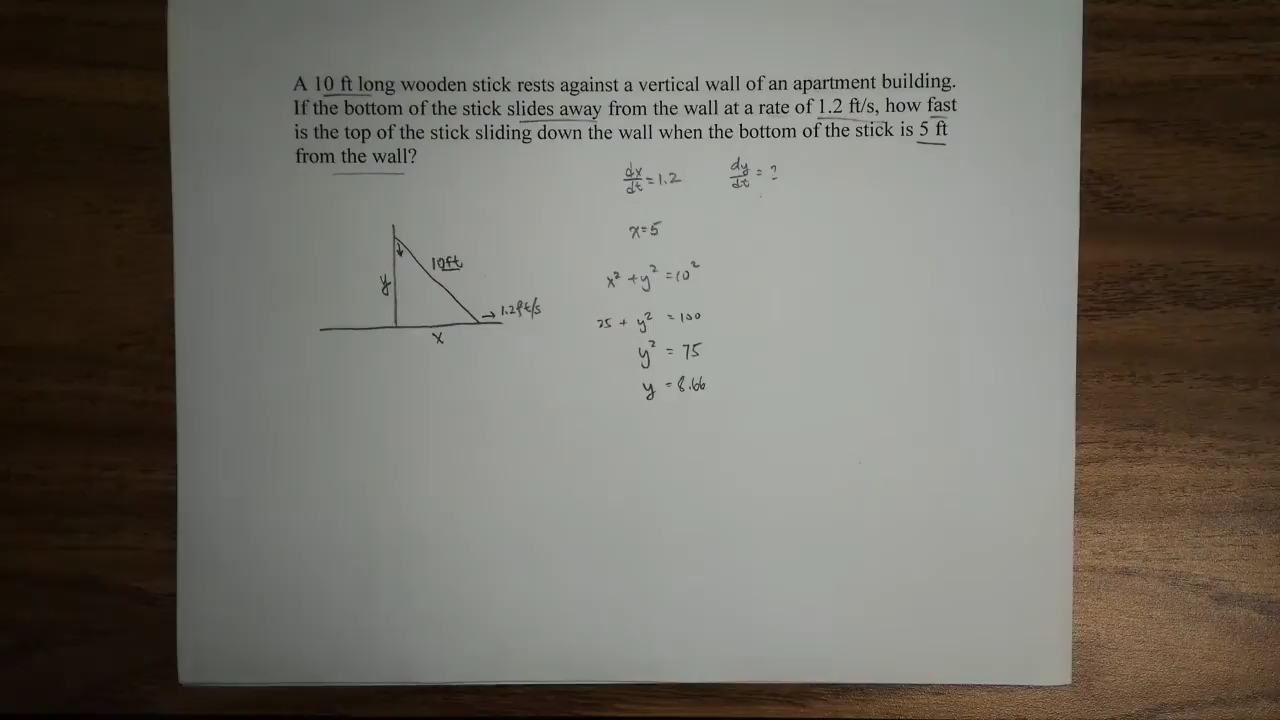 A 10 ft long wooden stick rests against a vertical wall of an apartment building.
If the bottom of the stick slides away from the wall at a rate of 1.2 ft/s, how fast
is the top of the stick sliding down the wall when the bottom of the stick is 5 ft
from the wall?
dx/dt = 1.2 dy/dt = ?
x = 5
10ft
y
1.2ft/s
x
x² + y² = 10²
25 + y² = 100
y² = 75
y = 8.66